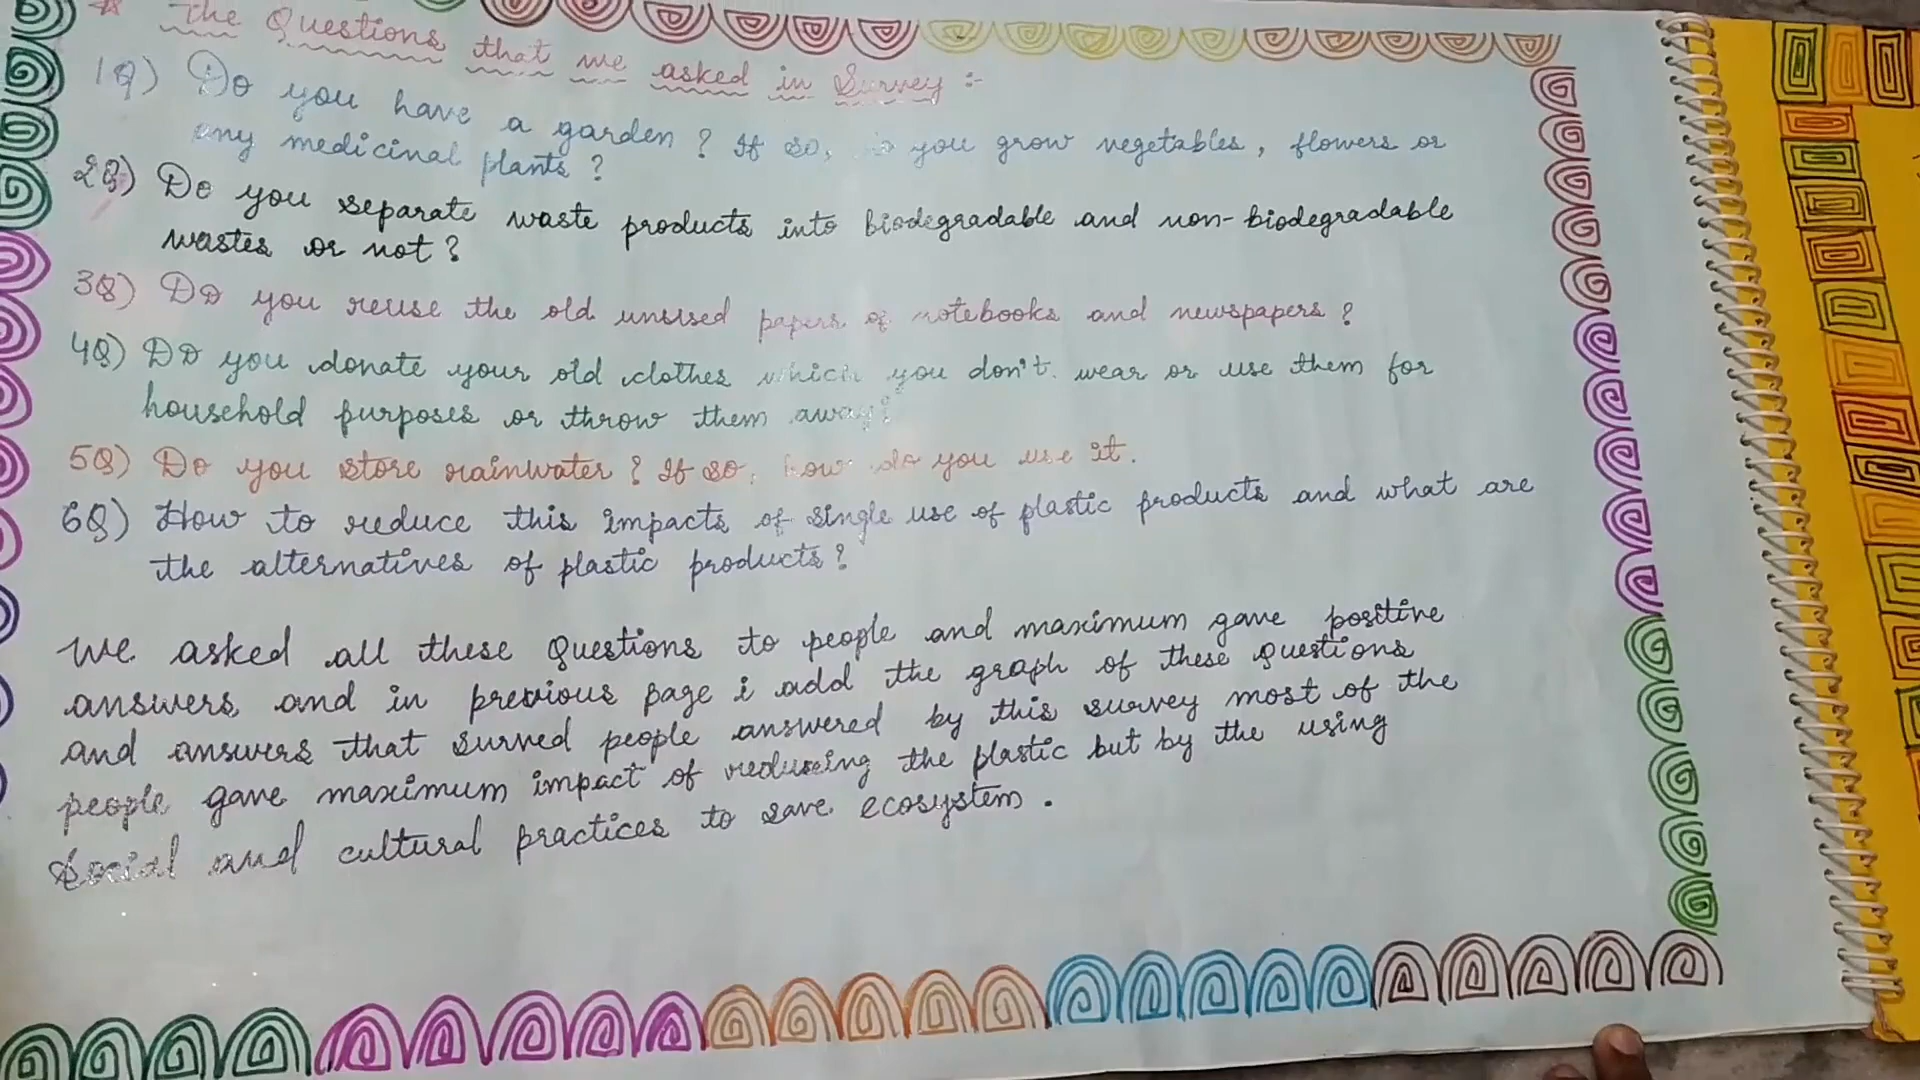 * The Questions that we asked in Survey :-
1Q) Do you have a garden ? If so, do you grow vegetables, flowers or
any medicinal plants ?
2Q) Do you separate waste products into biodegradable and non-biodegradable
wastes or not ?
3Q) Do you reuse the old unused papers of notebooks and newspapers ?
4Q) Do you donate your old clothes which you don't wear or use them for
household purposes or throw them away?
5Q) Do you store rainwater ? If so, how do you use it.
6Q) How to reduce this impacts of single use of plastic products and what are
the alternatives of plastic products ?
We asked all these Questions to people and maximum gave positive
answers and in previous page i add the graph of these questions
and answers that surved people answered by this survey most of the
people gave maximum impact of reducing the plastic but by the using
social and cultural practices to save ecosystem.